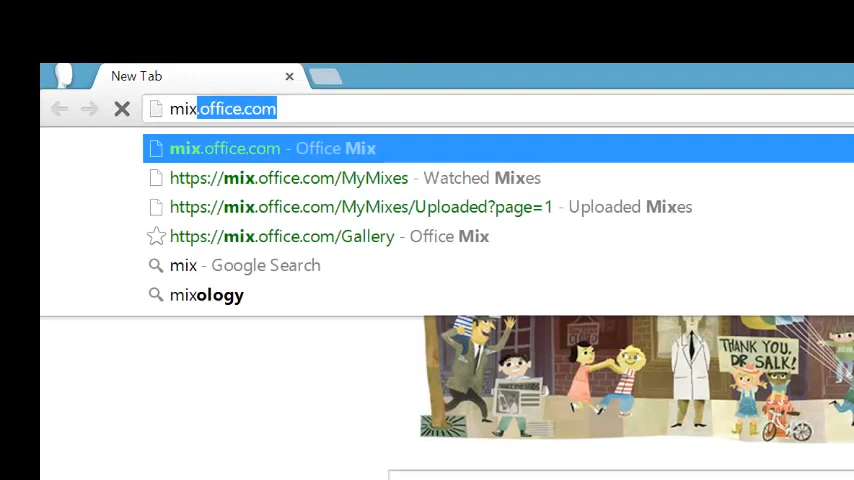 New Tab
mix.office.com
mix.office.com - Office Mix
https://mix.office.com/MyMixes - Watched Mixes
https://mix.office.com/MyMixes/Uploaded?page=1 - Uploaded Mixes
https://mix.office.com/Gallery - Office Mix
mix - Google Search
mixology
THANK YOU,
DR. SALK!